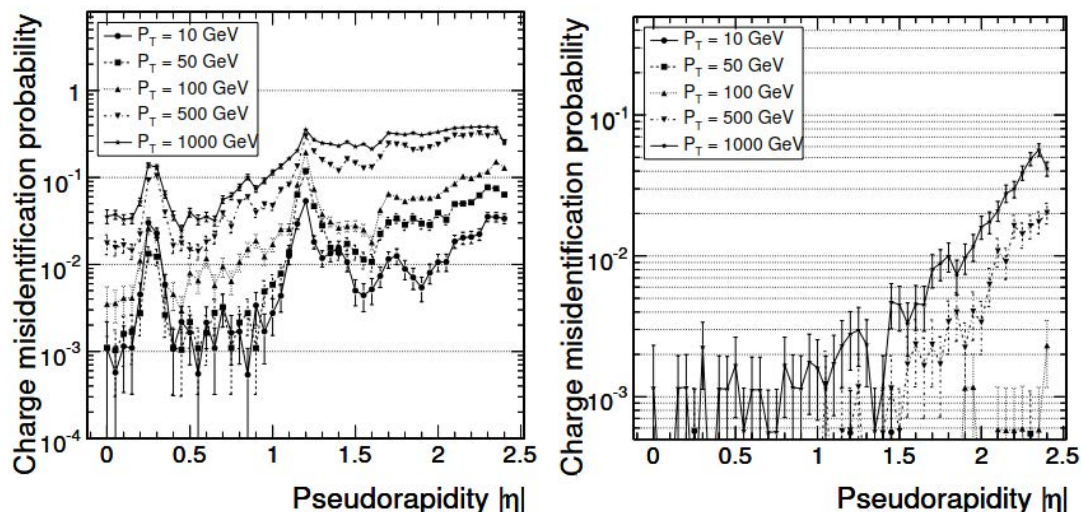 Charge misidentification probability
P_T = 10 GeV
P_T = 50 GeV
P_T = 100 GeV
P_T = 500 GeV
P_T = 1000 GeV
1
10^-1
10^-2
10^-3
10^-4
0 0.5 1 1.5 2 2.5
Pseudorapidity |η|
Charge misidentification probability
P_T = 10 GeV
P_T = 50 GeV
P_T = 100 GeV
P_T = 500 GeV
P_T = 1000 GeV
10^-1
10^-2
10^-3
0 0.5 1 1.5 2 2.5
Pseudorapidity |η|